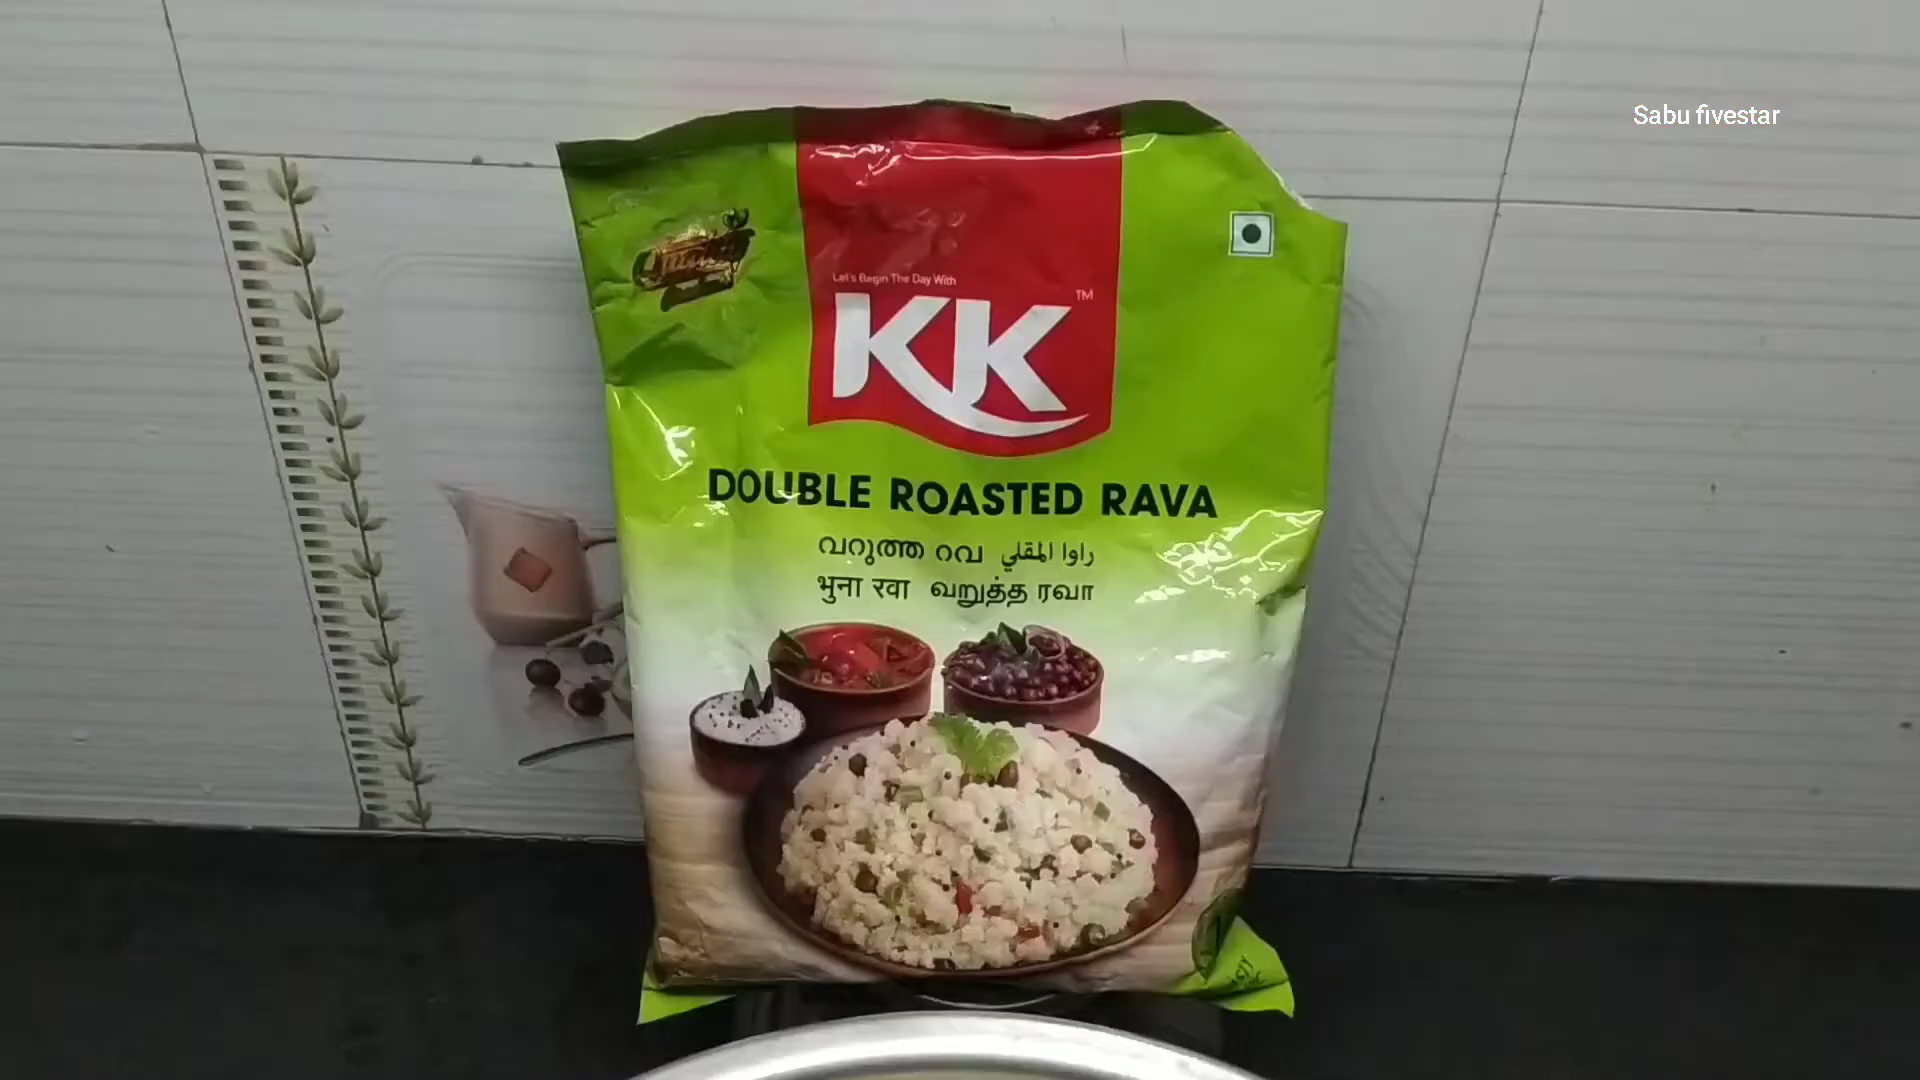 Sabu fivestar
Let's Begin The Day With
KK™
DOUBLE ROASTED RAVA
വറുത്ത റവ راوا المقلي
भुना रवा வறுத்த ரவா